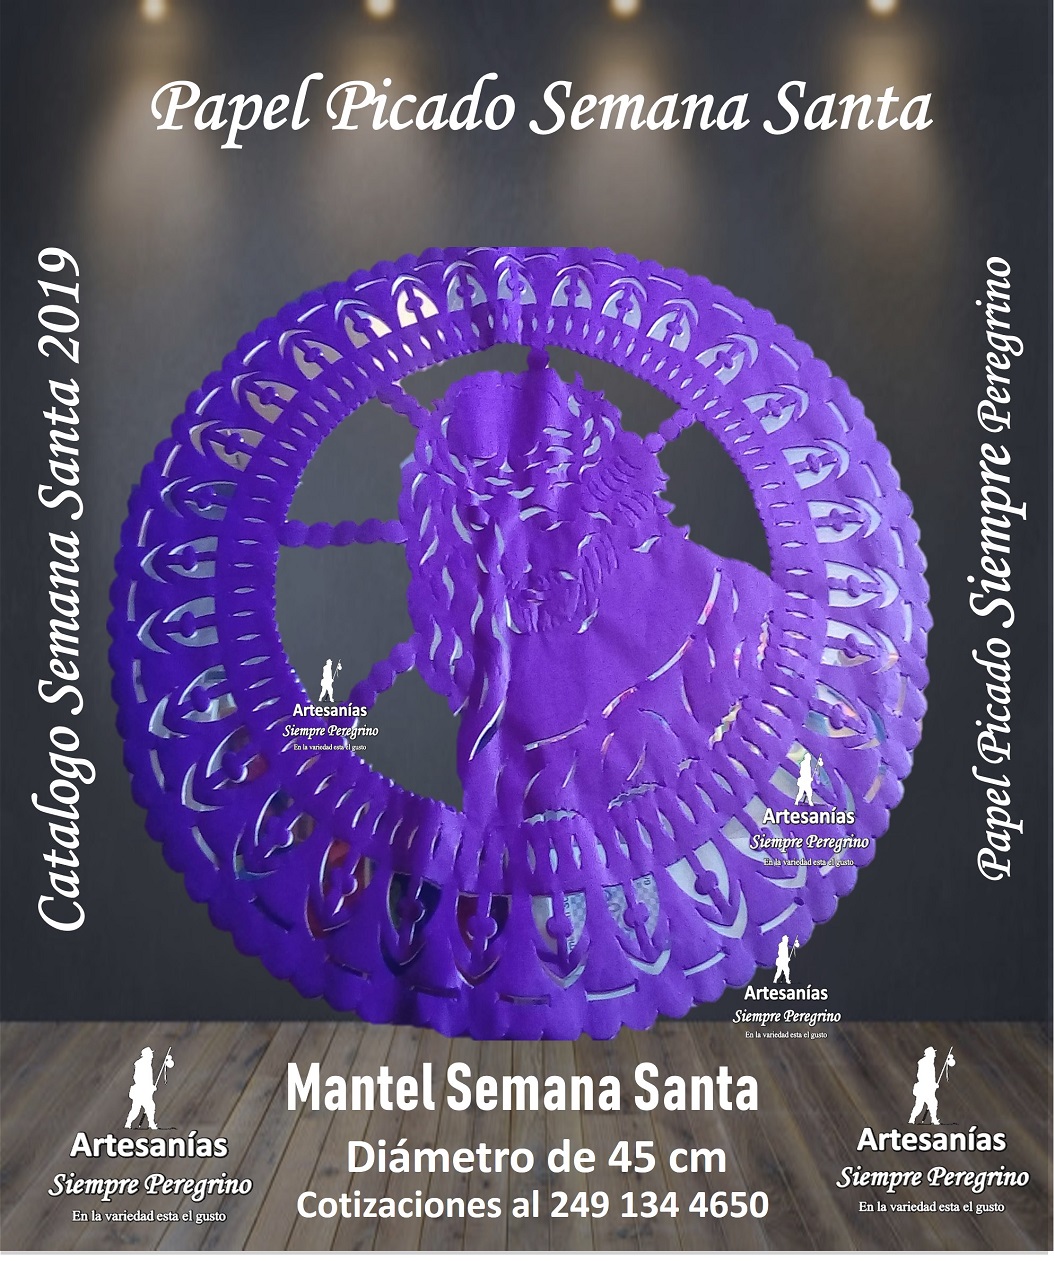 Papel Picado Semana Santa
Catalogo Semana Santa 2019
Papel Picado Siempre Peregrino
Artesanías
Siempre Peregrino
En la variedad esta el gusto
Artesanías
Siempre Peregrino
En la variedad esta el gusto
Artesanías
Siempre Peregrino
En la variedad esta el gusto
Mantel Semana Santa
Diámetro de 45 cm
Cotizaciones al 249 134 4650
Artesanías
Siempre Peregrino
En la variedad esta el gusto
Artesanías
Siempre Peregrino
En la variedad esta el gusto